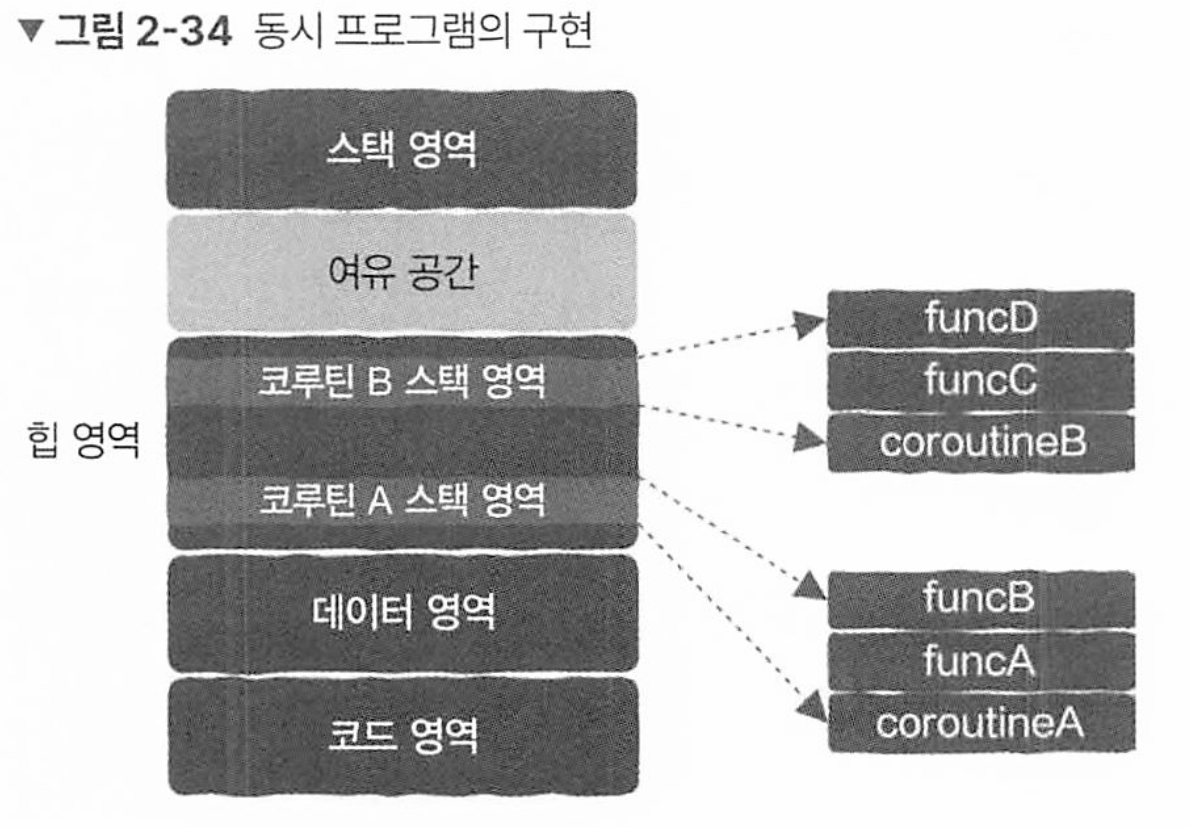 ▼ 그림 2-34 동시 프로그램의 구현
스택 영역
여유 공간
힙 영역
코루틴 B 스택 영역
코루틴 A 스택 영역
데이터 영역
코드 영역
funcD
funcC
coroutineB
funcB
funcA
coroutineA